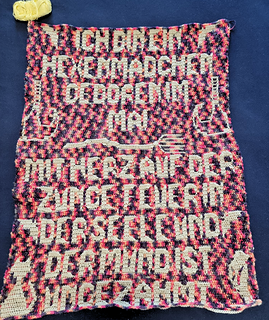 ICH BIN EIN
HEXENMADCHEN
GEBOREN IM
MAI
MIT HERZ AUF DER
ZUNGE FEUER IN
DER SEELE UND
DER MUND IST
UNGEZAHMT